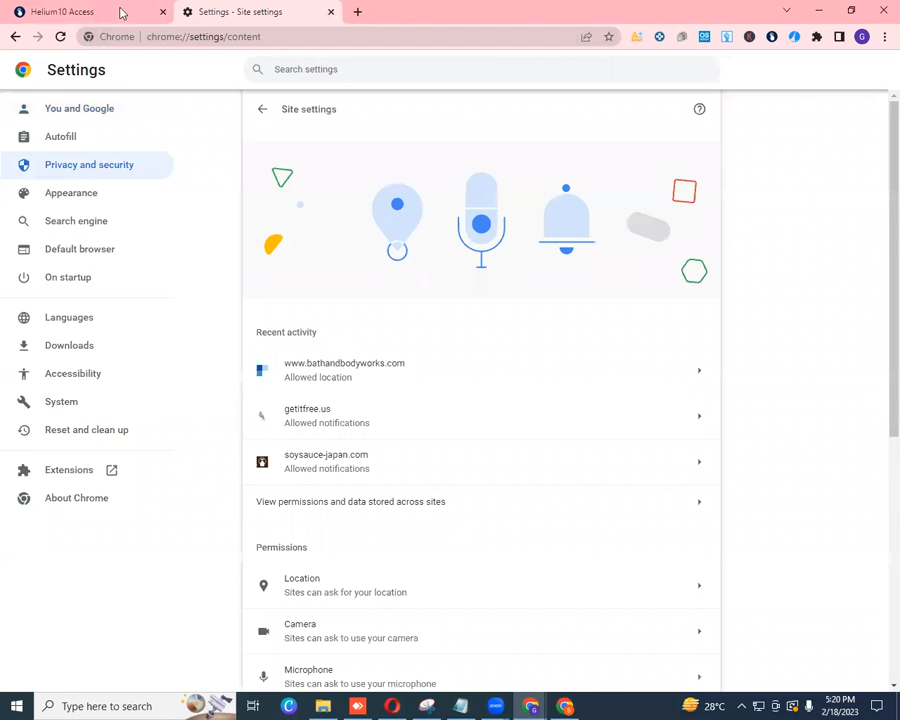 Helium10 Access
Settings - Site settings
Chrome | chrome://settings/content
Settings
Search settings
You and Google
Autofill
Privacy and security
Appearance
Search engine
Default browser
On startup
Languages
Downloads
Accessibility
System
Reset and clean up
Extensions
About Chrome
Site settings
Recent activity
www.bathandbodyworks.com
Allowed location
getitfree.us
Allowed notifications
soysauce-japan.com
Allowed notifications
View permissions and data stored across sites
Permissions
Location
Sites can ask for your location
Camera
Sites can ask to use your camera
Microphone
Sites can ask to use your microphone
Type here to search
28°C
5:20 PM
2/18/2023